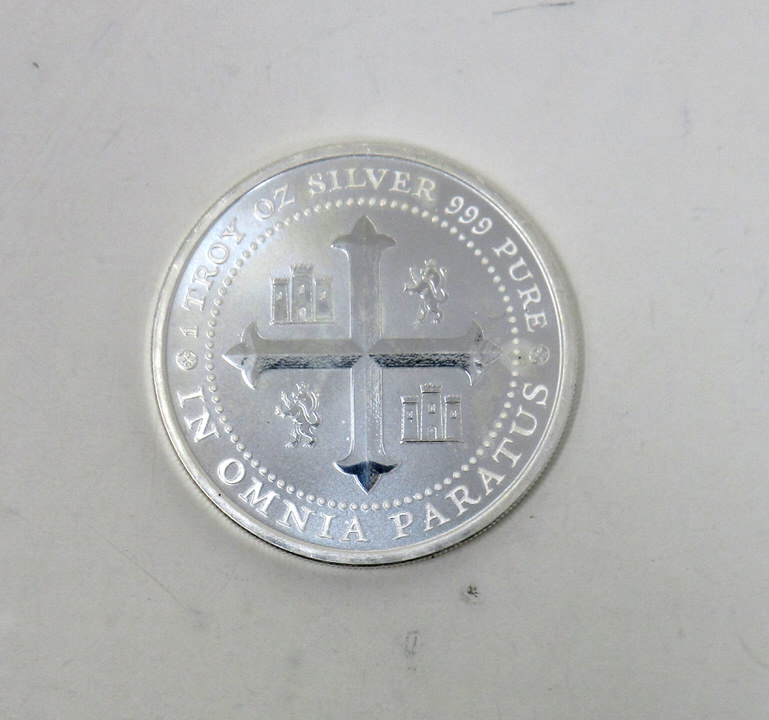 1 TROY OZ SILVER 999 PURE
IN OMNIA PARATUS